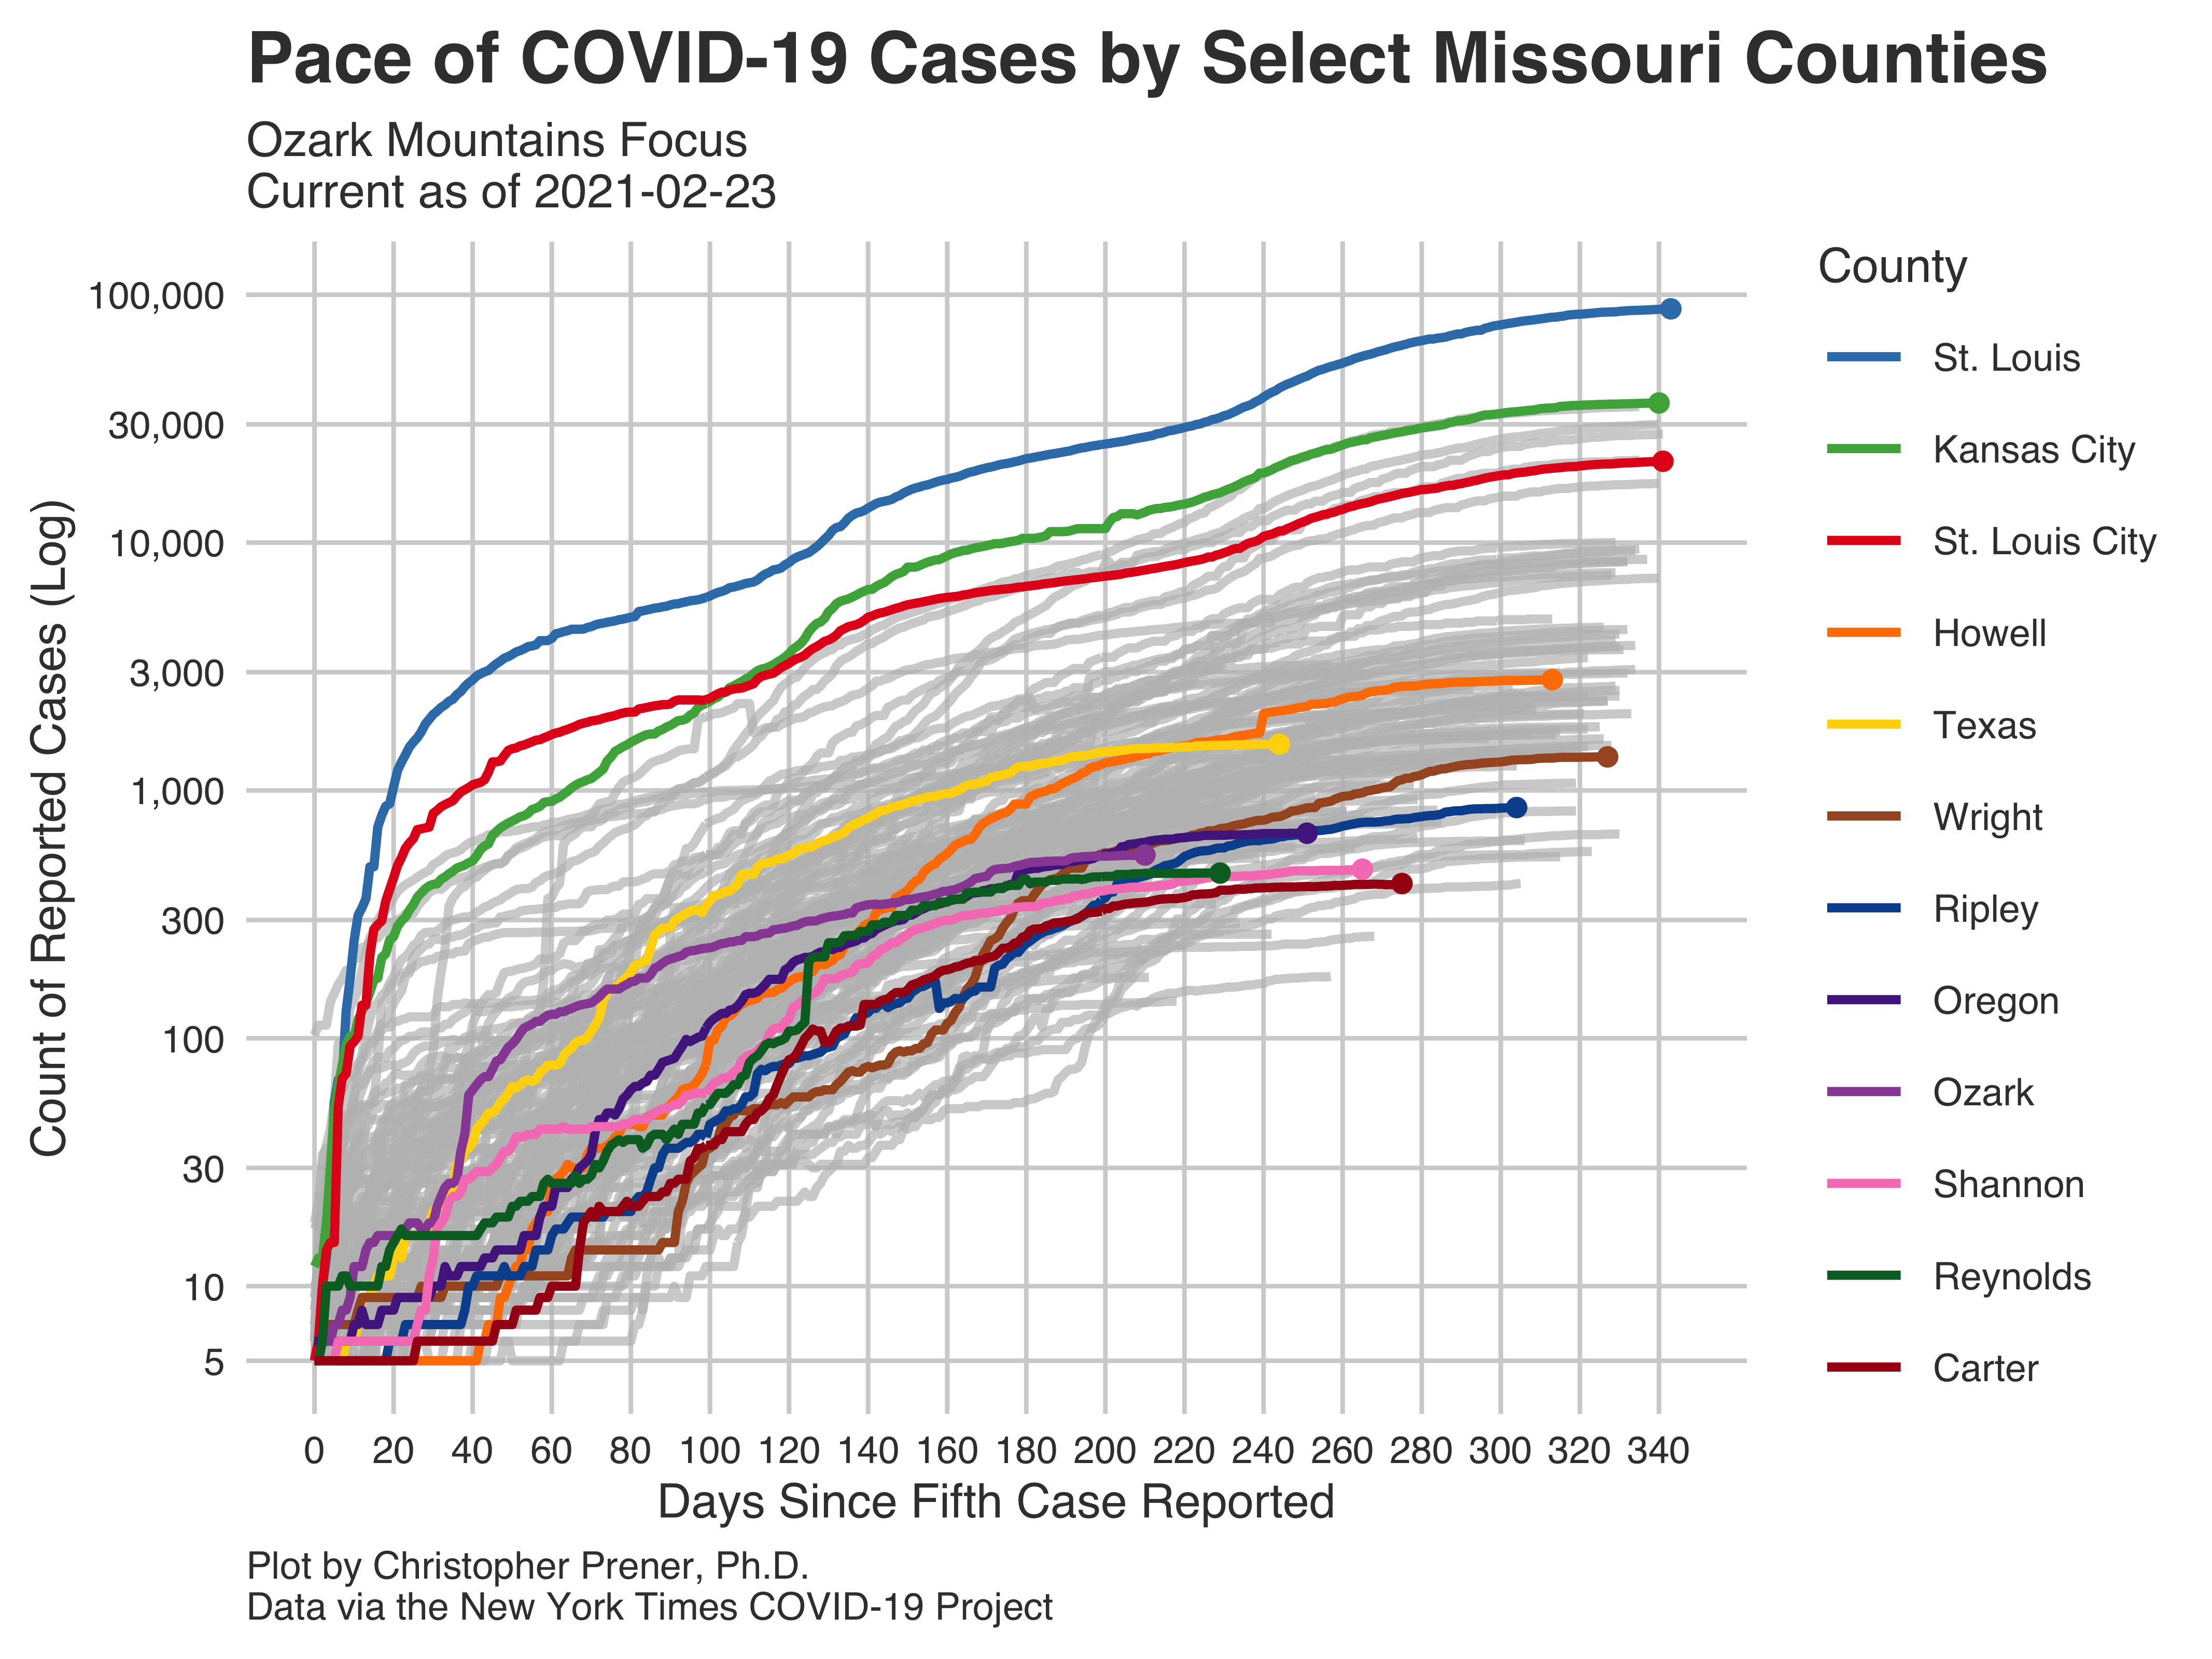 Pace of COVID-19 Cases by Select Missouri Counties
Ozark Mountains Focus
Current as of 2021-02-23
Count of Reported Cases (Log)
100,000
30,000
10,000
3,000
1,000
300
100
30
10
5
0 20 40 60 80 100 120 140 160 180 200 220 240 260 280 300 320 340
Days Since Fifth Case Reported
County
St. Louis
Kansas City
St. Louis City
Howell
Texas
Wright
Ripley
Oregon
Ozark
Shannon
Reynolds
Carter
Plot by Christopher Prener, Ph.D.
Data via the New York Times COVID-19 Project